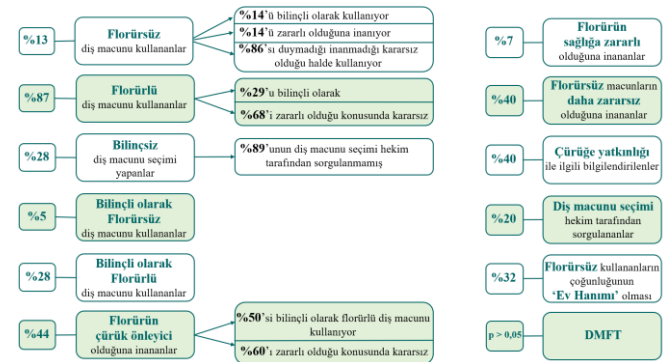 %13
Florürsüz
diş macunu kullananlar
%14'ü bilinçli olarak kullanıyor
%14'ü zararlı olduğuna inanıyor
%86'sı duymadığı inanmadığı kararsız
olduğu halde kullanıyor
%87
Florürlü
diş macunu kullananlar
%29'u bilinçli olarak
%68'i zararlı olduğu konusunda kararsız
%28
Bilinçsiz
diş macunu seçimi
yapanlar
%89'unun diş macunu seçimi hekim
tarafından sorgulanmamış
%5
Bilinçli olarak
Florürsüz
diş macunu kullananlar
%28
Bilinçli olarak
Florürlü
diş macunu kullananlar
%44
Florürün
çürük önleyici
olduğuna inananlar
%50'si bilinçli olarak florürlü diş macunu
kullanıyor
%60'ı zararlı olduğu konusunda kararsız
%7
Florürün
sağlığa zararlı
olduğuna inananlar
%40
Florürsüz macunların
daha zararsız
olduğuna inananlar
%40
Çürüğe yatkınlığı
ile ilgili bilgilendirilenler
%20
Diş macunu seçimi
hekim tarafından
sorgulananlar
%32
Florürsüz kullananların
çoğunluğunun
'Ev Hanımı' olması
p > 0,05
DMFT